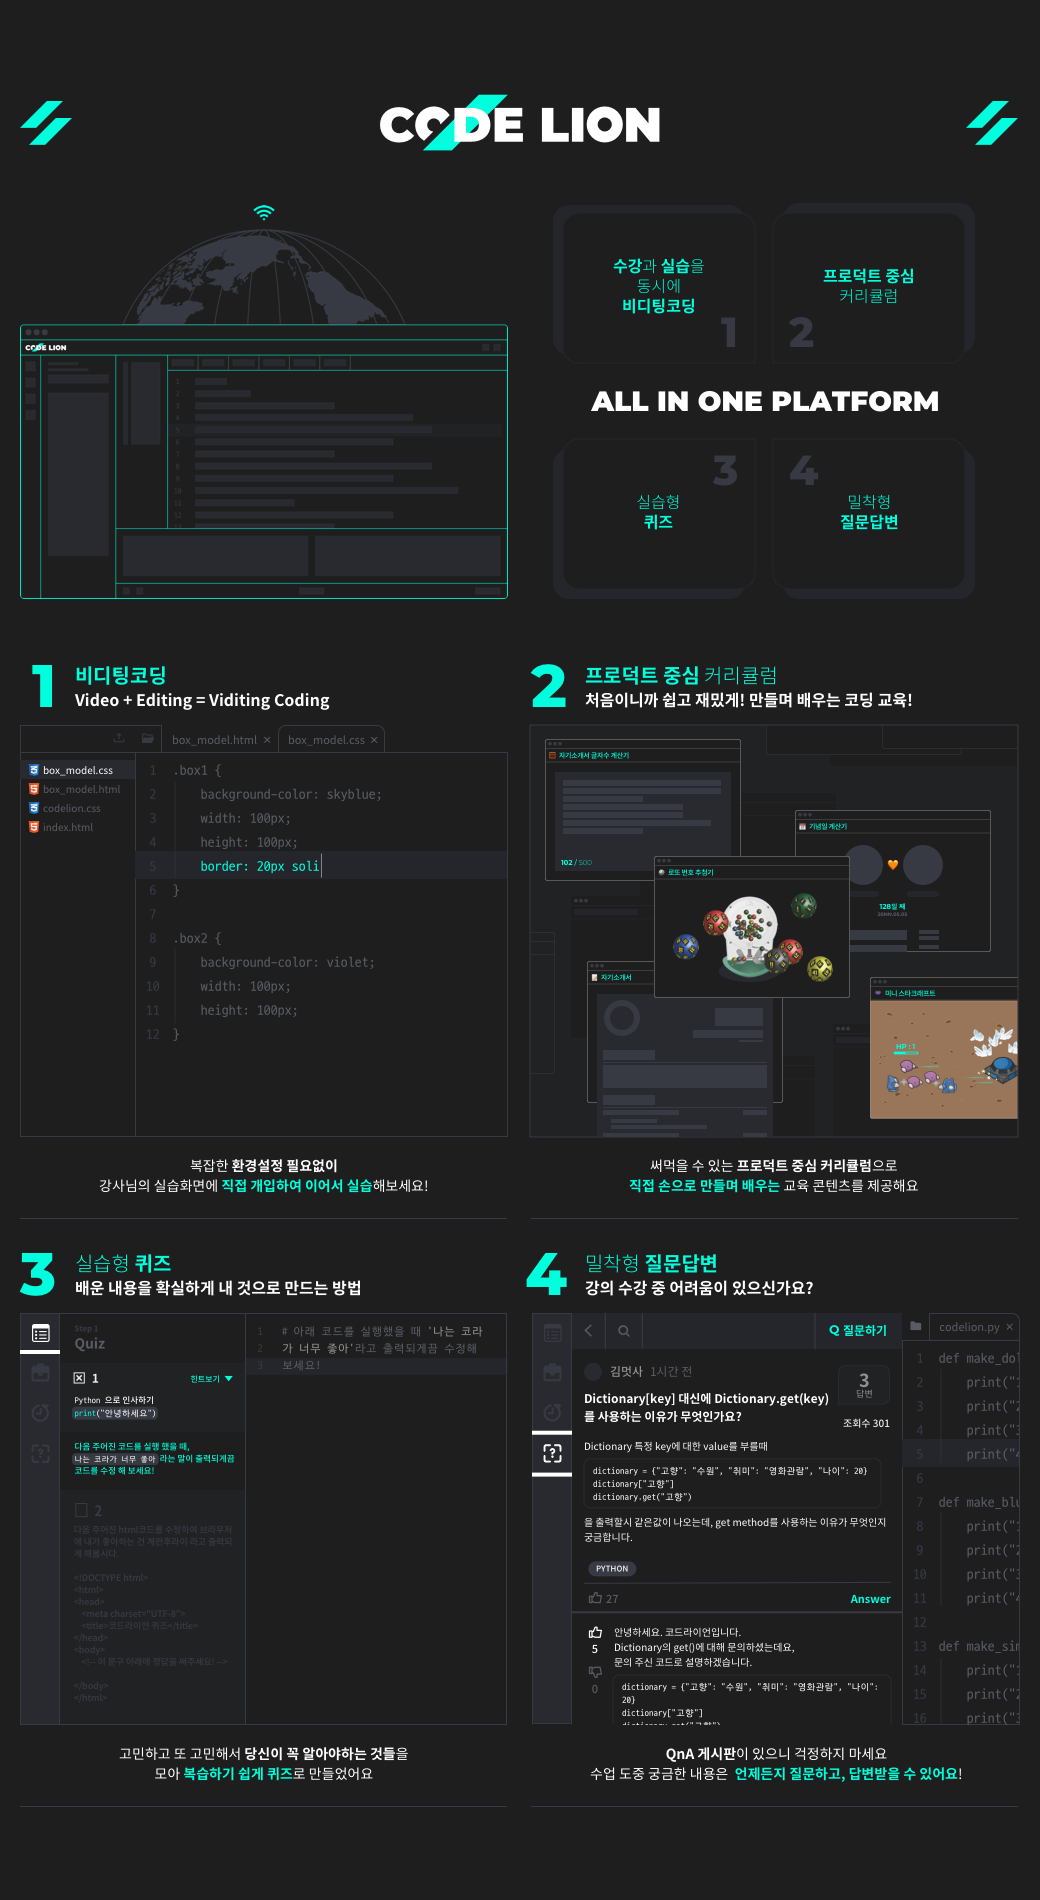 CODE LION
CODE LION
수강과 실습을
동시에
비디팅코딩
1
프로덕트 중심
커리큘럼
2
ALL IN ONE PLATFORM
3
실습형
퀴즈
4
밀착형
질문답변
1
비디팅코딩
Video + Editing = Viditing Coding
box_model.html ×
box_model.css ×
box_model.css
box_model.html
codelion.css
index.html
1 .box1 {
2 background-color: skyblue;
3 width: 100px;
4 height: 100px;
5 border: 20px soli
6 }
7
8 .box2 {
9 background-color: violet;
10 width: 100px;
11 height: 100px;
12 }
복잡한 환경설정 필요없이
강사님의 실습화면에 직접 개입하여 이어서 실습해보세요!
2
프로덕트 중심 커리큘럼
처음이니까 쉽고 재밌게! 만들며 배우는 코딩 교육!
자기소개서 글자수 계산기
102 / 500
기념일 계산기
128일 째
로또 번호 추첨기
자기소개서
미니 스타크래프트
HP : 1
써먹을 수 있는 프로덕트 중심 커리큘럼으로
직접 손으로 만들며 배우는 교육 콘텐츠를 제공해요
3
실습형 퀴즈
배운 내용을 확실하게 내 것으로 만드는 방법
Step 1
Quiz
1
힌트보기
Python 으로 인사하기
print("안녕하세요")
다음 주어진 코드를 실행 했을 때,
나는 코라가 너무 좋아 라는 말이 출력되게끔
코드를 수정 해 보세요!
2
다음 주어진 html코드를 수정하여 브라우저
에 내가 좋아하는 건 계란후라이 라고 출력되
게 해봅시다.
<!DOCTYPE html>
<html>
<head>
<meta charset="UTF-8">
<title>코드라이언 퀴즈</title>
</head>
<body>
<!-- 이 문구 아래에 정답을 써주세요! -->
</body>
</html>
1 # 아래 코드를 실행했을 때 '나는 코라
2 가 너무 좋아'라고 출력되게끔 수정해
3 보세요!
고민하고 또 고민해서 당신이 꼭 알아야하는 것들을
모아 복습하기 쉽게 퀴즈로 만들었어요
4
밀착형 질문답변
강의 수강 중 어려움이 있으신가요?
Q 질문하기
김멋사 1시간 전
3
답변
Dictionary[key] 대신에 Dictionary.get(key)
를 사용하는 이유가 무엇인가요?
조회수 301
Dictionary 특정 key에 대한 value를 부를때
dictionary = {"고향": "수원", "취미": "영화관람", "나이": 20}
dictionary["고향"]
dictionary.get("고향")
을 출력할시 같은값이 나오는데, get method를 사용하는 이유가 무엇인지
궁금합니다.
PYTHON
27
Answer
5
0
안녕하세요. 코드라이언입니다.
Dictionary의 get()에 대해 문의하셨는데요,
문의 주신 코드로 설명하겠습니다.
dictionary = {"고향": "수원", "취미": "영화관람", "나이":
20}
dictionary["고향"]
dictionary.get("고향")
codelion.py ×
1 def make_dol
2 print("1
3 print("2
4 print("3
5 print("4
6
7 def make_blu
8 print("1
9 print("2
10 print("3
11 print("4
12
13 def make_sim
14 print("1
15 print("2
16 print("3
QnA 게시판이 있으니 걱정하지 마세요
수업 도중 궁금한 내용은 언제든지 질문하고, 답변받을 수 있어요!